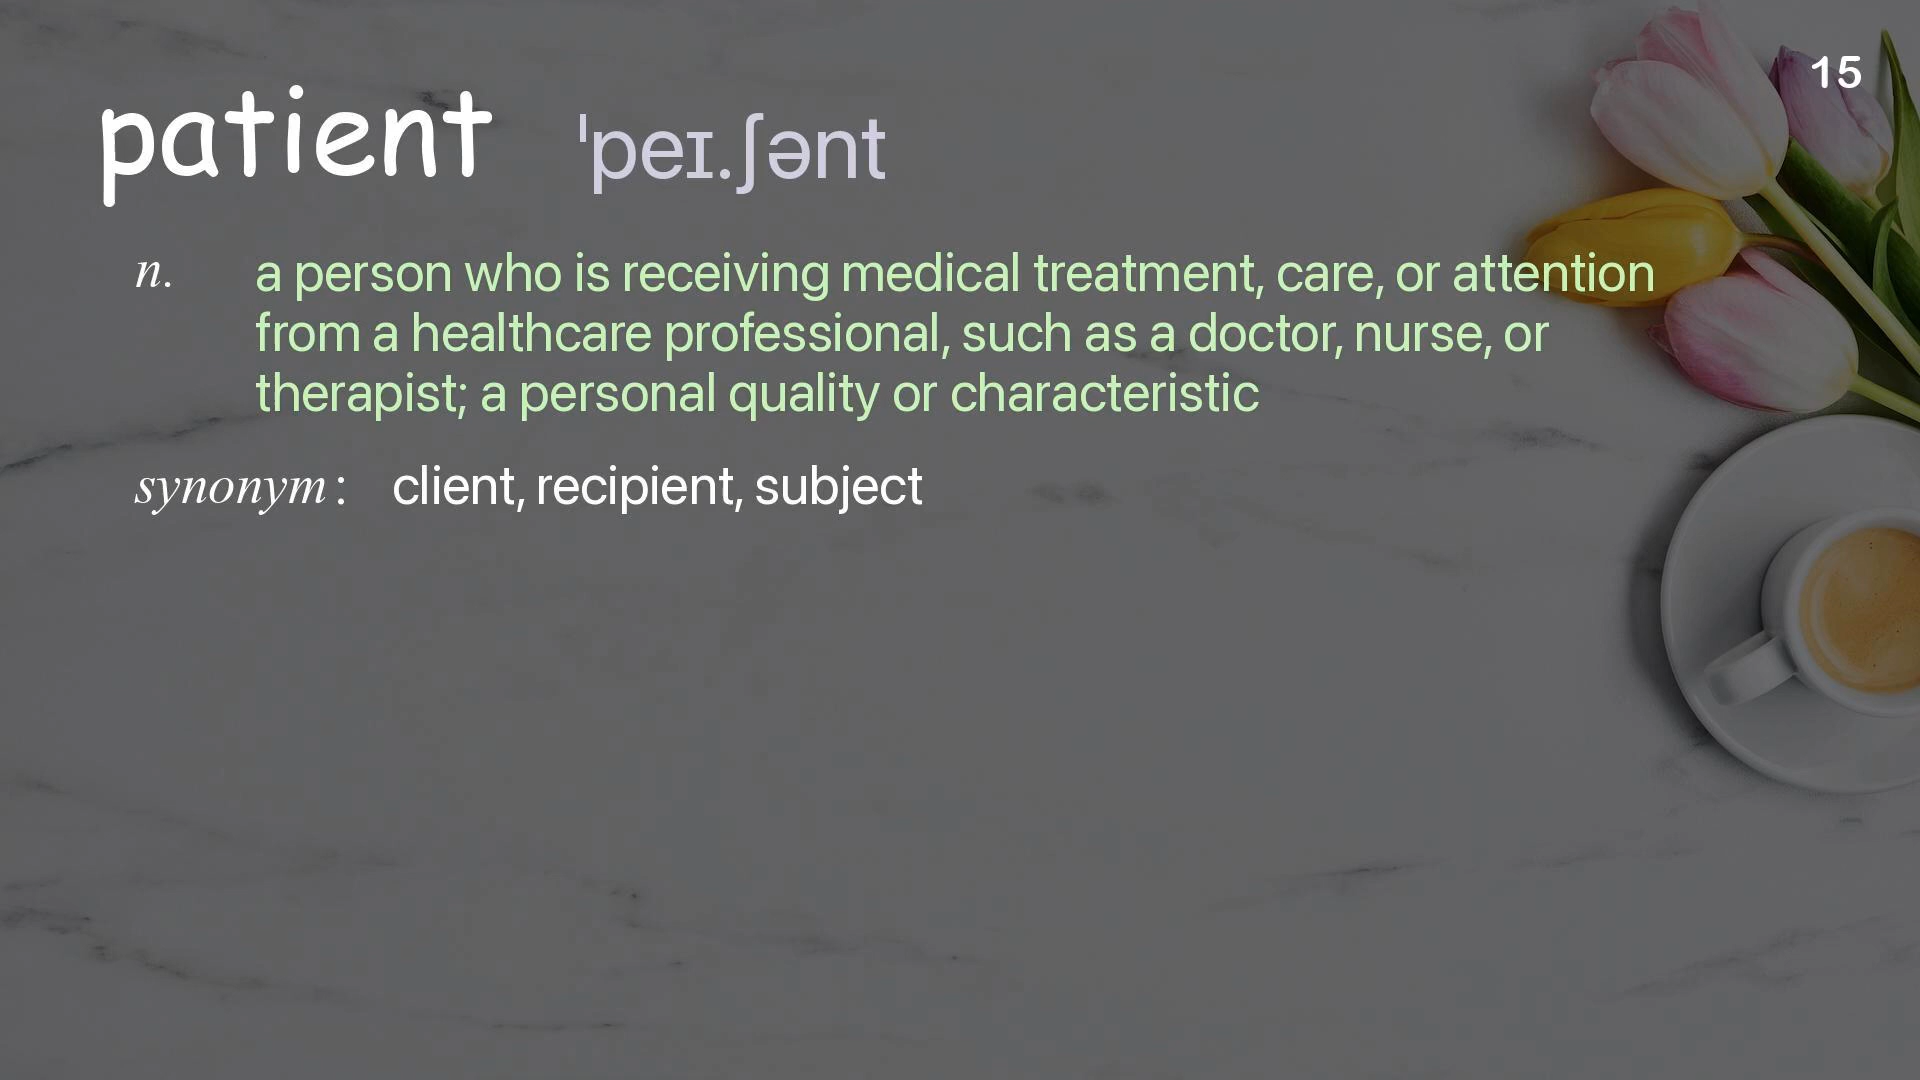 15
patient ˈpeɪ.ʃənt
n. a person who is receiving medical treatment, care, or attention
from a healthcare professional, such as a doctor, nurse, or
therapist; a personal quality or characteristic
synonym: client, recipient, subject